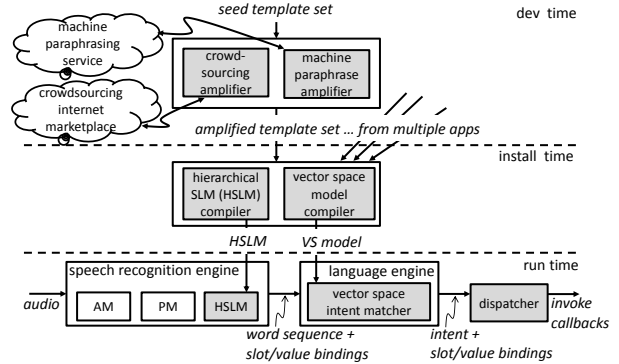 seed template set
dev time
machine
paraphrasing
service
crowd-
sourcing
amplifier
machine
paraphrase
amplifier
crowdsourcing
internet
marketplace
amplified template set ... from multiple apps
install time
hierarchical
SLM (HSLM)
compiler
vector space
model
compiler
HSLM
VS model
run time
speech recognition engine
language engine
audio
AM
PM
HSLM
vector space
intent matcher
dispatcher
invoke
callbacks
word sequence +
slot/value bindings
intent +
slot/value bindings